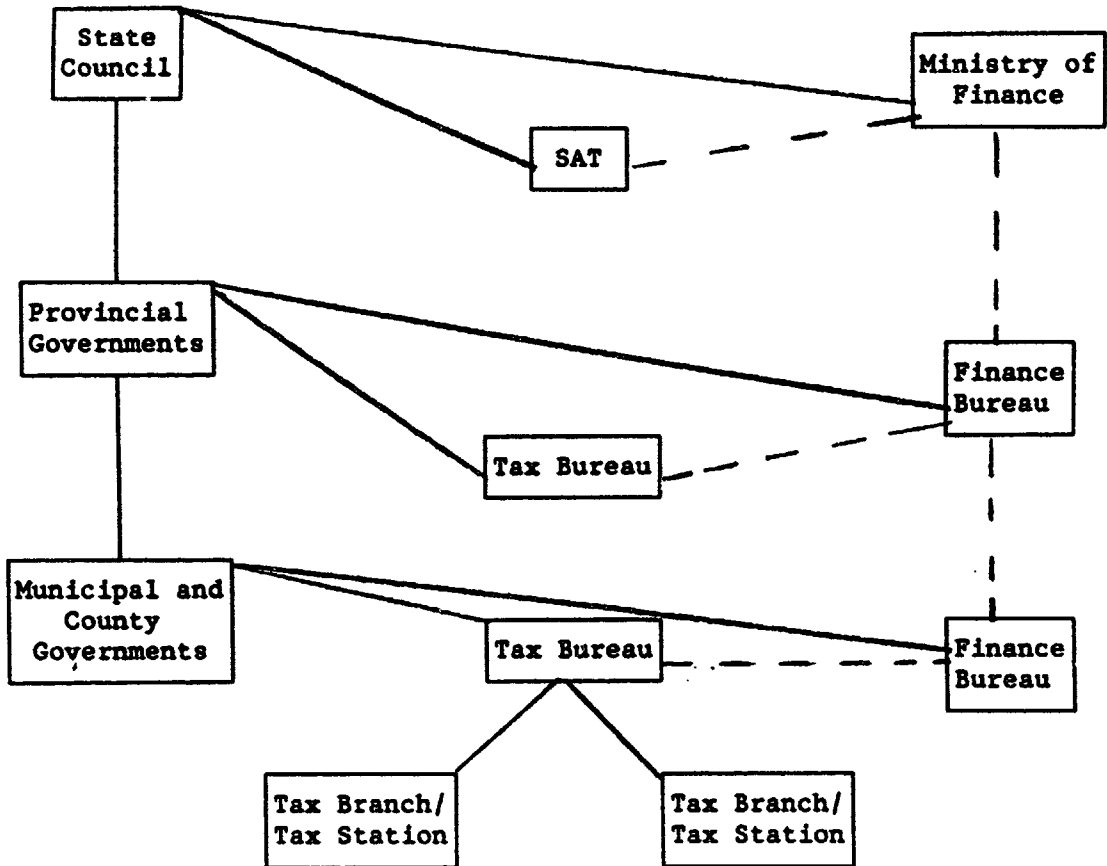 State
Council
Ministry of
Finance
SAT
Provincial
Governments
Finance
Bureau
Tax Bureau
Municipal and
County
Governments
Tax Bureau
Finance
Bureau
Tax Branch/
Tax Station
Tax Branch/
Tax Station